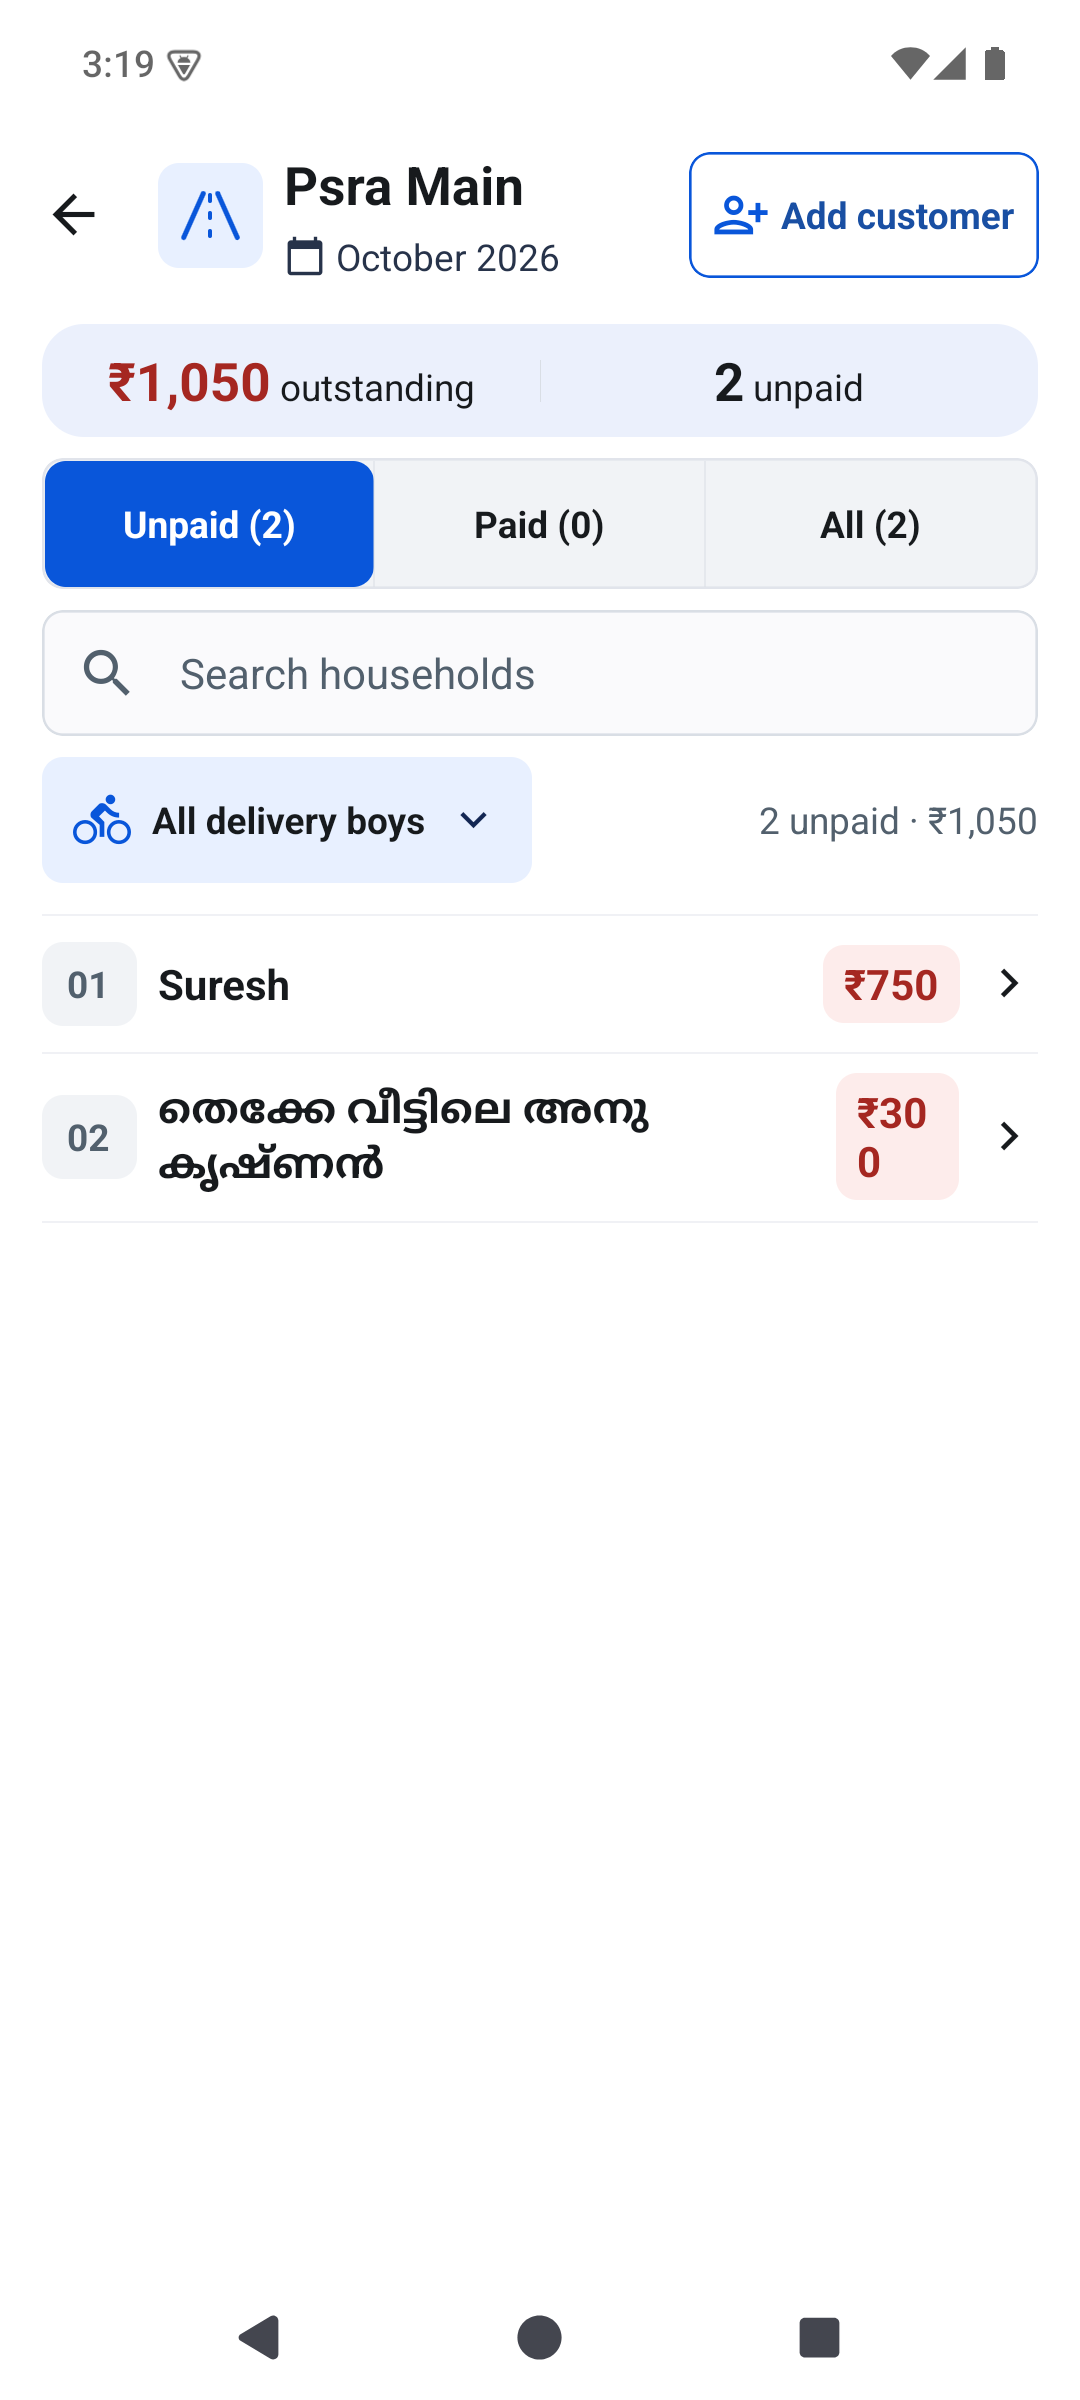 3:19
Psra Main
October 2026
Add customer
₹1,050 outstanding
2 unpaid
Unpaid (2)
Paid (0)
All (2)
Search households
All delivery boys
2 unpaid · ₹1,050
01
Suresh
₹750
02
തെക്കേ വീട്ടിലെ അനു
കൃഷ്ണൻ
₹30
0